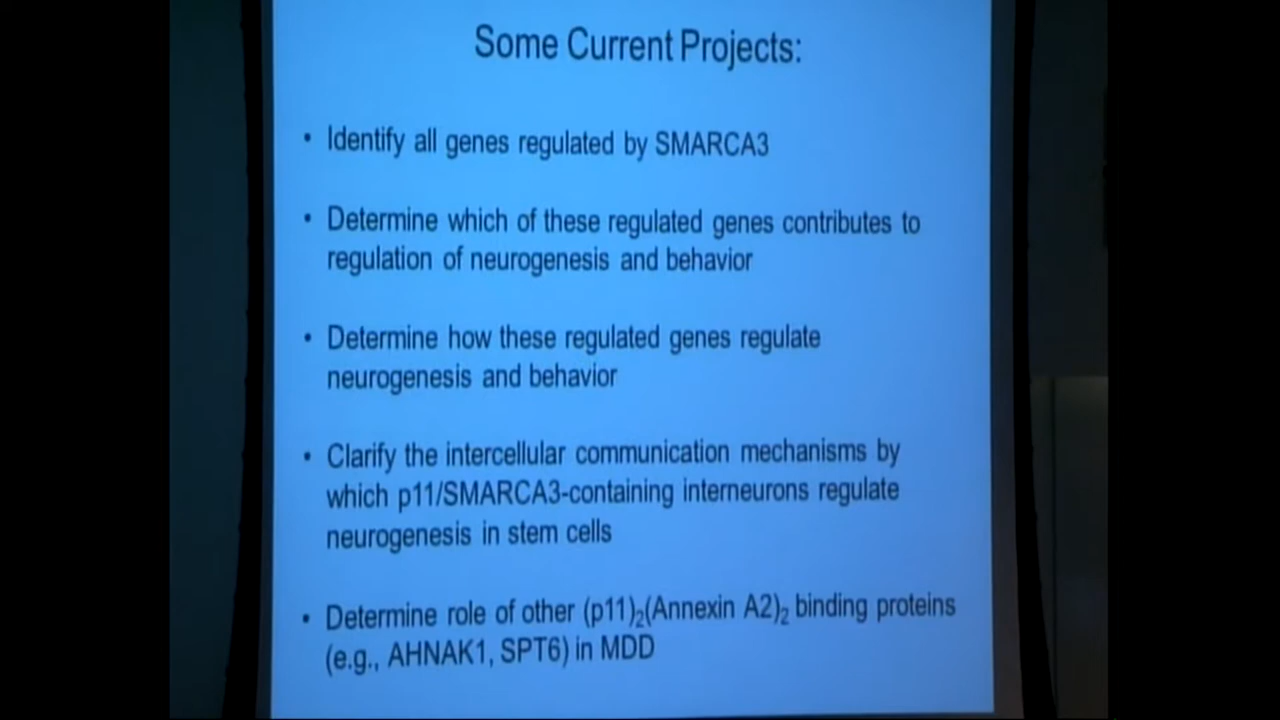 Some Current Projects:
• Identify all genes regulated by SMARCA3
• Determine which of these regulated genes contributes to
regulation of neurogenesis and behavior
• Determine how these regulated genes regulate
neurogenesis and behavior
• Clarify the intercellular communication mechanisms by
which p11/SMARCA3-containing interneurons regulate
neurogenesis in stem cells
• Determine role of other (p11)₂(Annexin A2)₂ binding proteins
(e.g., AHNAK1, SPT6) in MDD